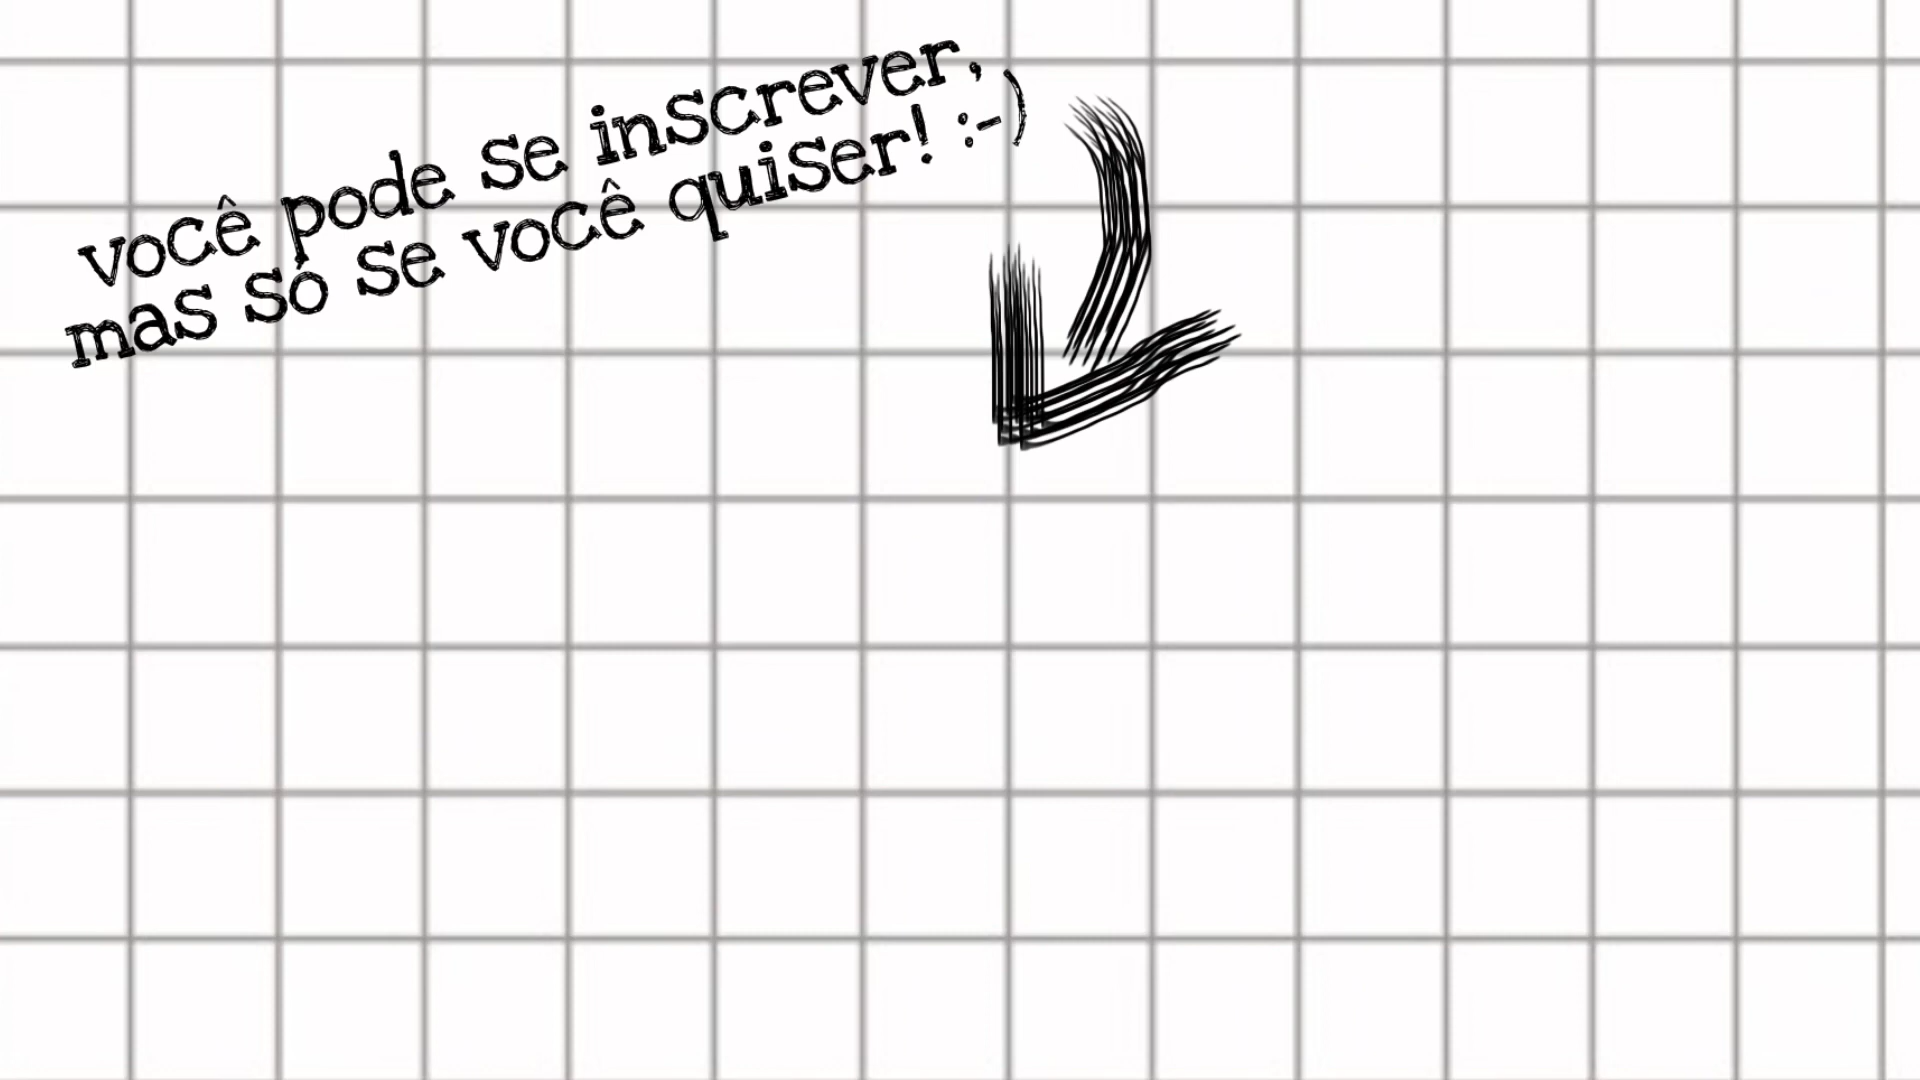 você pode se inscrever,
mas só se você quiser! :-)